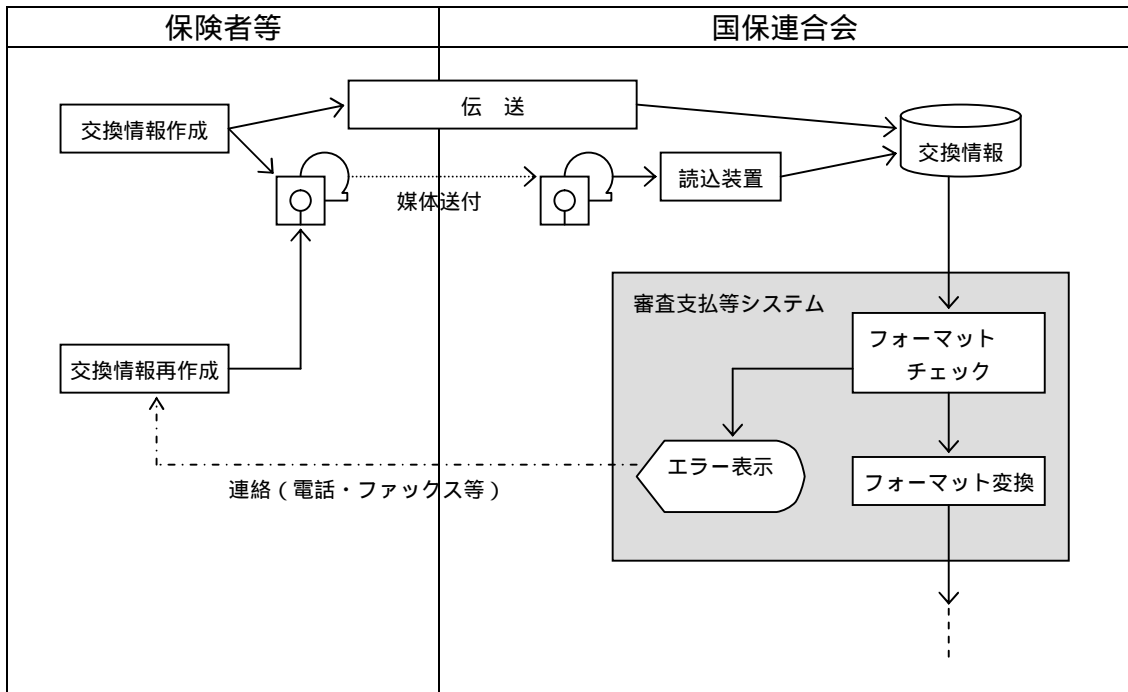 保険者等
国保連合会
伝 送
交換情報作成
交換情報
読込装置
媒体送付
審査支払等システム
フォーマット
チェック
交換情報再作成
エラー表示
フォーマット変換
連絡(電話・ファックス等)